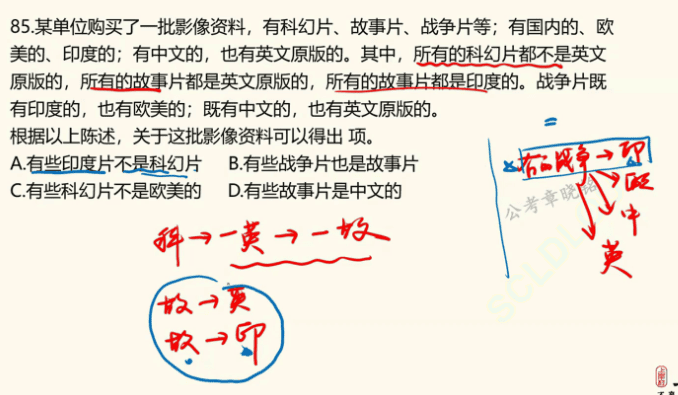 85.某单位购买了一批影像资料，有科幻片、故事片、战争片等；有国内的、欧
美的、印度的；有中文的，也有英文原版的。其中，所有的科幻片都不是英文
原版的，所有的故事片都是英文原版的，所有的故事片都是印度的。战争片既
有印度的，也有欧美的；既有中文的，也有英文原版的。
根据以上陈述，关于这批影像资料可以得出 项。
A.有些印度片不是科幻片 B.有些战争片也是故事片
C.有些科幻片不是欧美的 D.有些故事片是中文的
有的战争→印
欧
中
英
公考章晓路
科→一英→一故
故→英
故→印